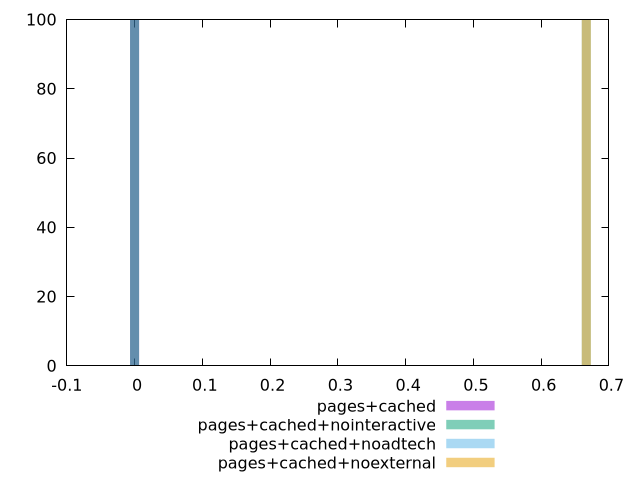 100
80
60
40
20
0
-0.1 0 0.1 0.2 0.3 0.4 0.5 0.6 0.7
pages+cached
pages+cached+nointeractive
pages+cached+noadtech
pages+cached+noexternal